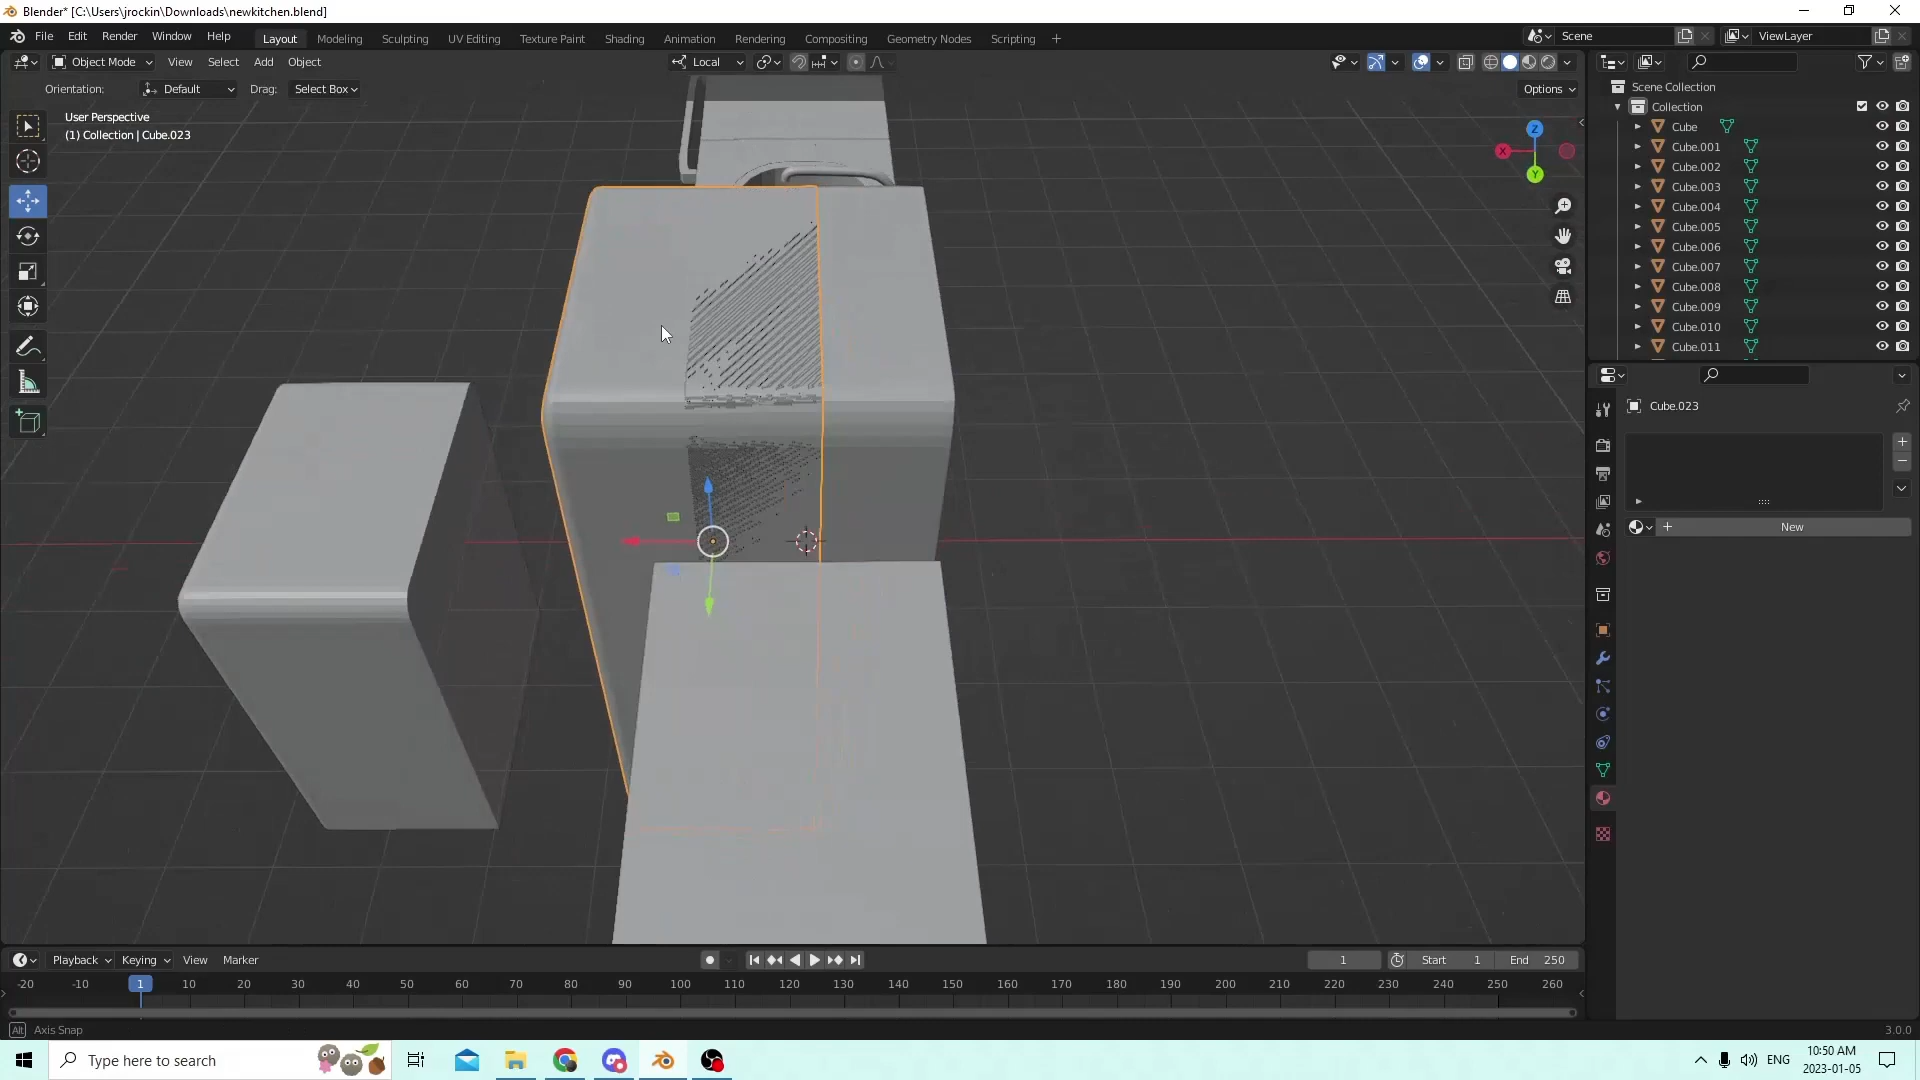 Blender* [C:\Users\jrockin\Downloads\newkitchen.blend]
File Edit Render Window Help Layout Modeling Sculpting UV Editing Texture Paint Shading Animation Rendering Compositing Geometry Nodes Scripting + Scene ViewLayer
Object Mode View Select Add Object Local
Orientation: Default Drag: Select Box Options
User Perspective
(1) Collection | Cube.023
Z
X
Y
Scene Collection
Collection
Cube
Cube.001
Cube.002
Cube.003
Cube.004
Cube.005
Cube.006
Cube.007
Cube.008
Cube.009
Cube.010
Cube.011
Cube.023
+ New
Playback Keying View Marker 1 Start 1 End 250
-20 -10 1 10 20 30 40 50 60 70 80 90 100 110 120 130 140 150 160 170 180 190 200 210 220 230 240 250 260
Alt Axis Snap 3.0.0
Type here to search ENG 10:50 AM
2023-01-05